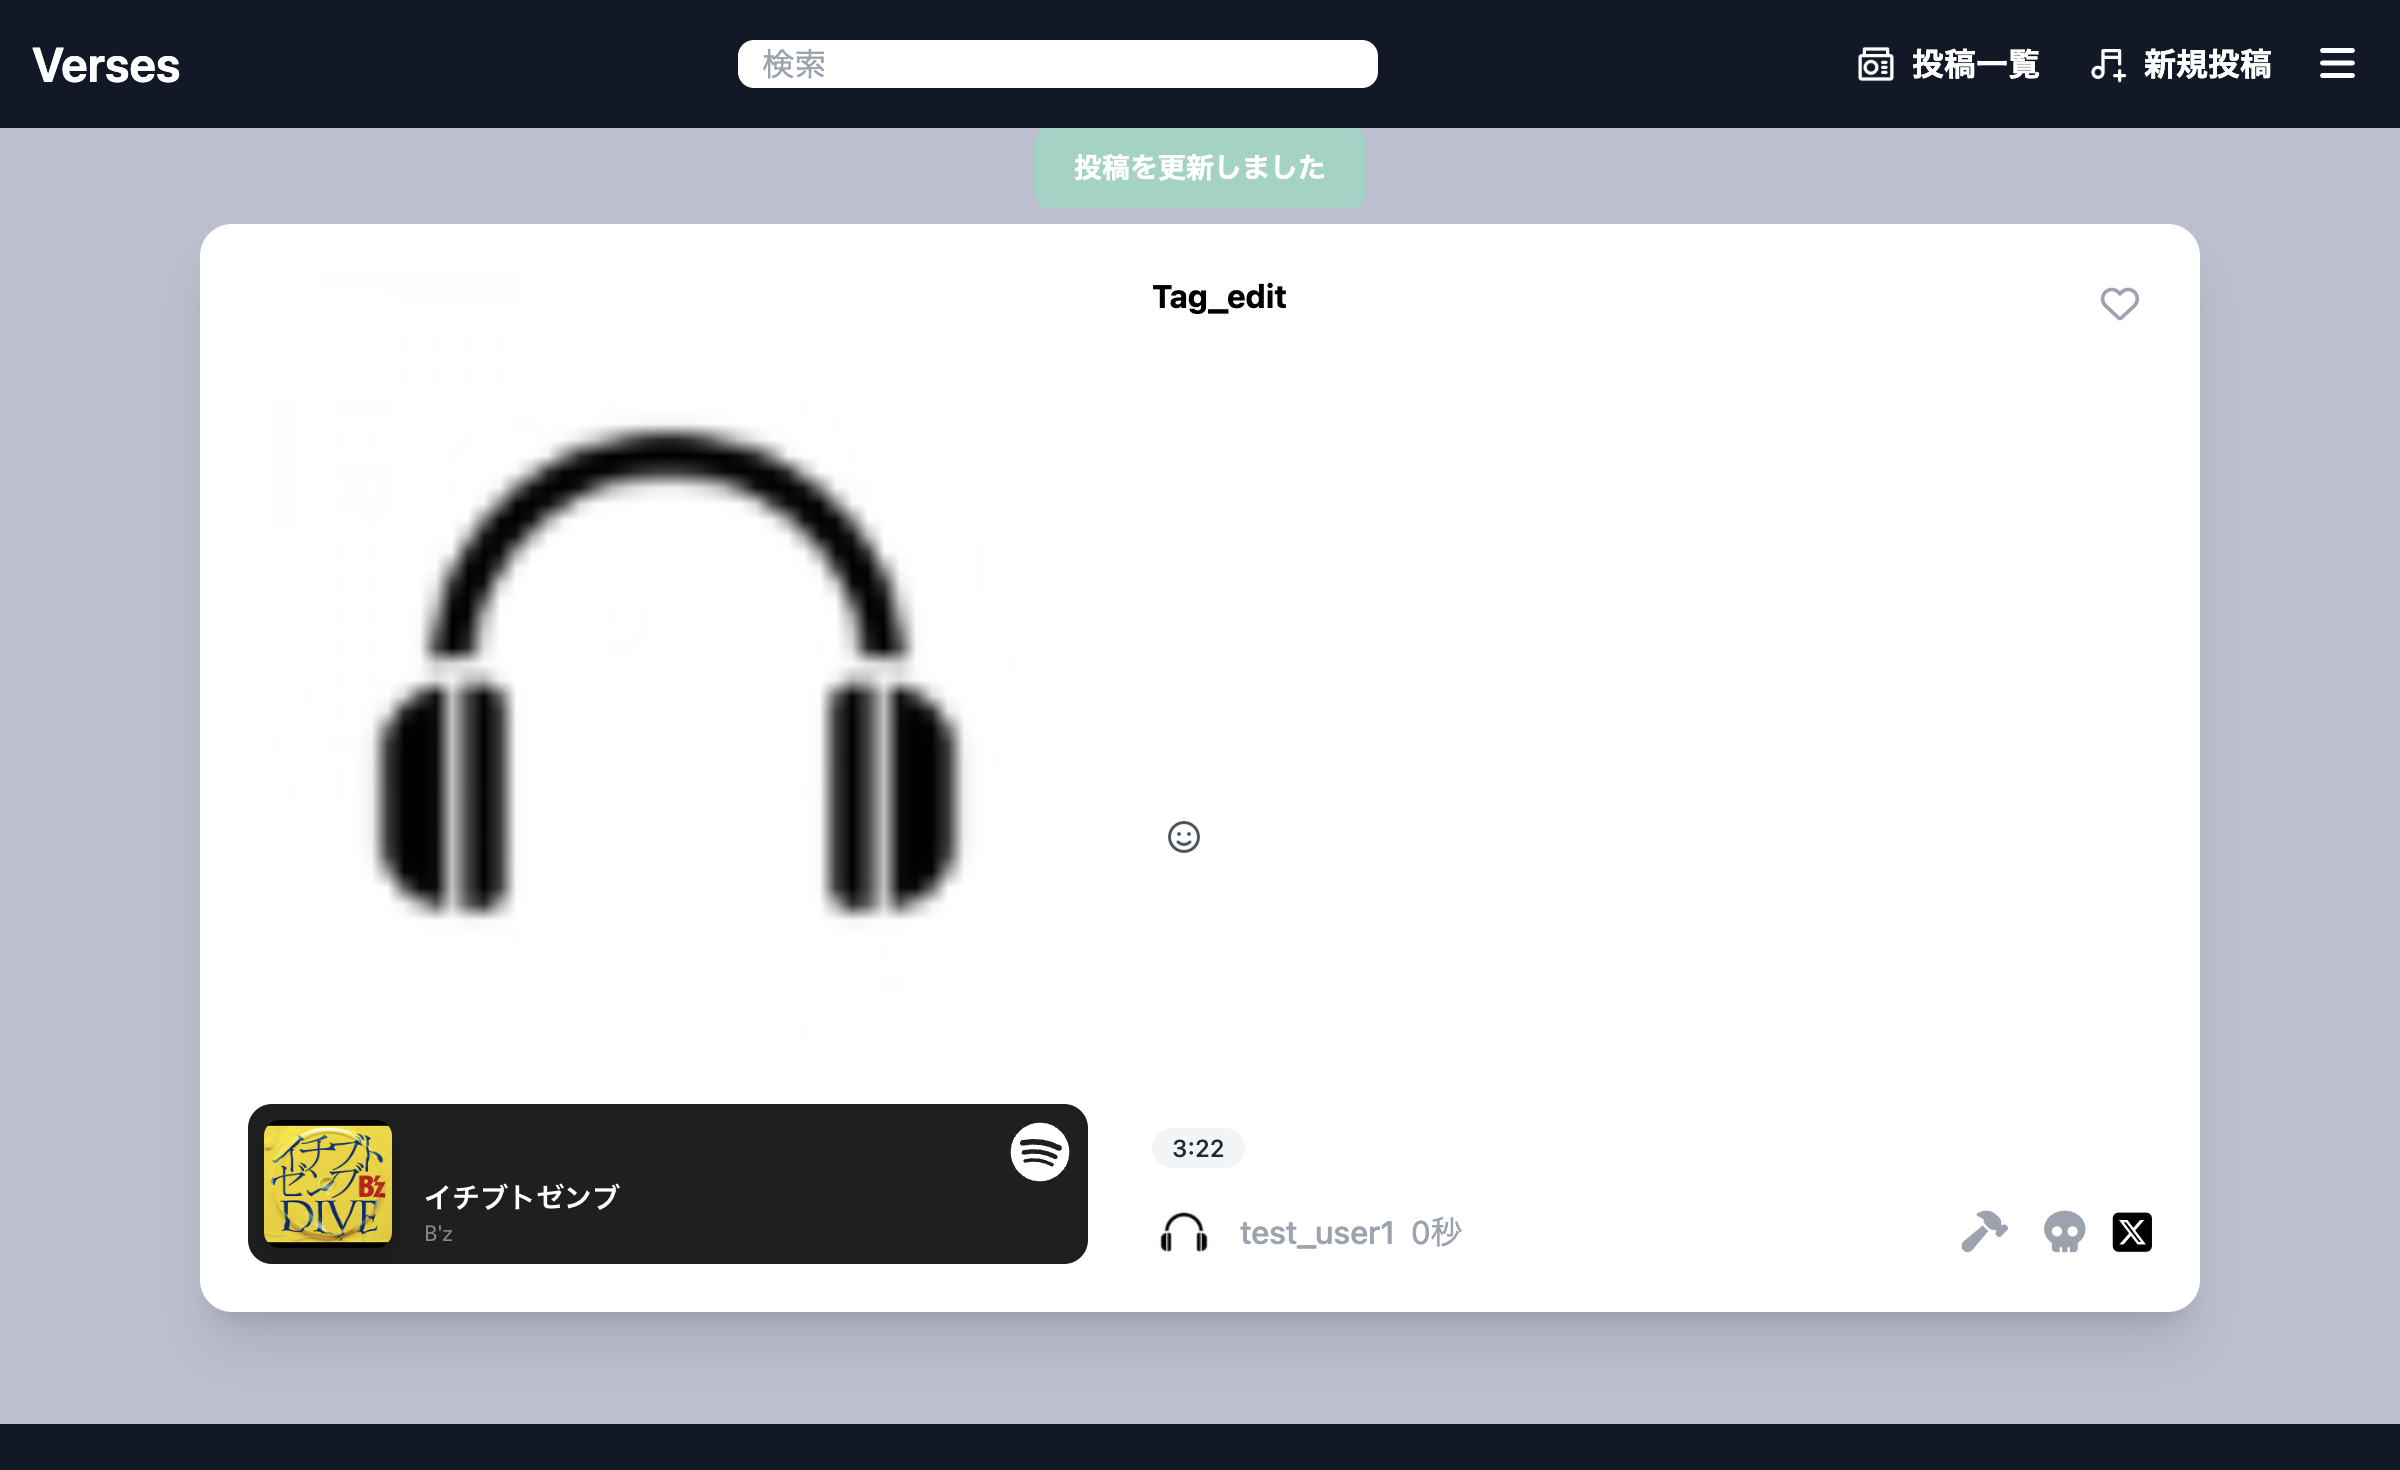 Verses
検索
投稿一覧
新規投稿
投稿を更新しました
Tag_edit
イチブト
ゼンブ
B'z
DIVE
イチブトゼンブ
B'z
3:22
test_user1 0秒